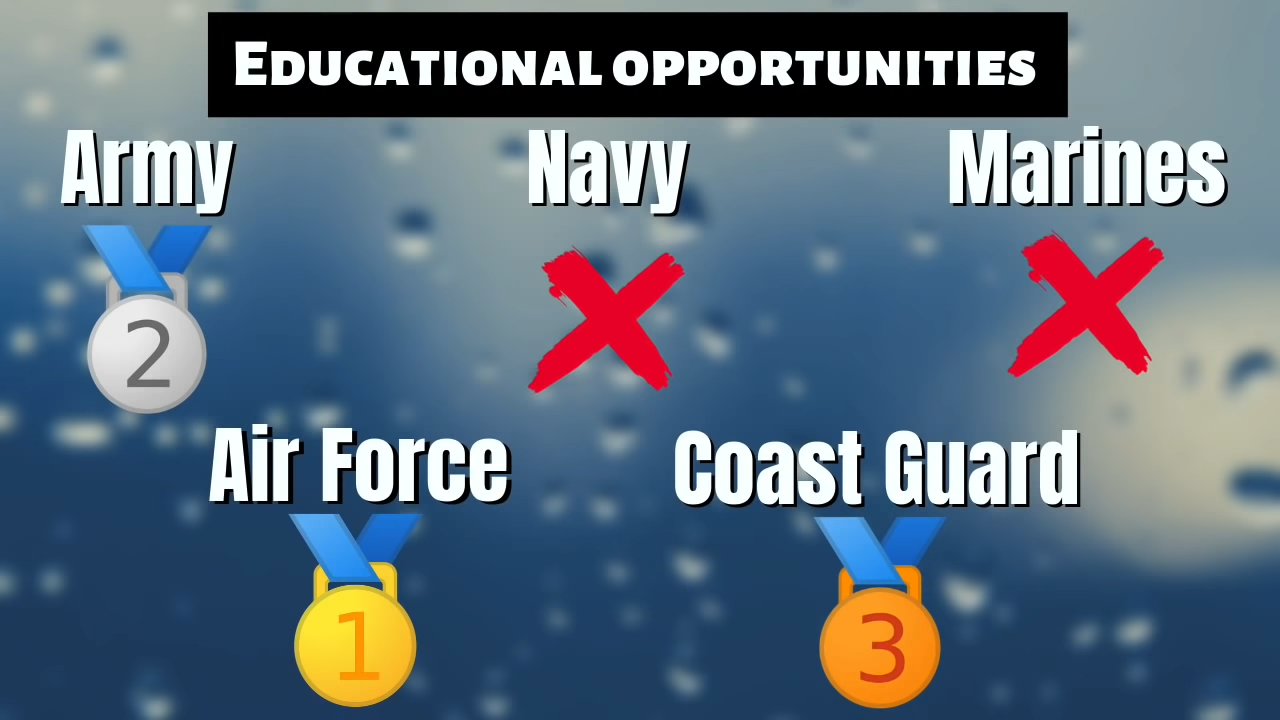 Educational opportunities
Army Navy Marines
2
Air Force Coast Guard
1 3